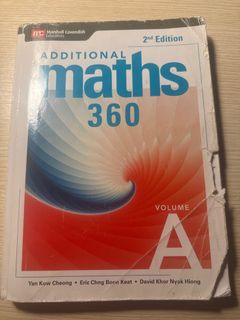 Marshall Cavendish
Education
2nd Edition
ADDITIONAL
maths
360
VOLUME
A
Yan Kow Cheong • Eric Chng Boon Keat • David Khor Nyak Hiong